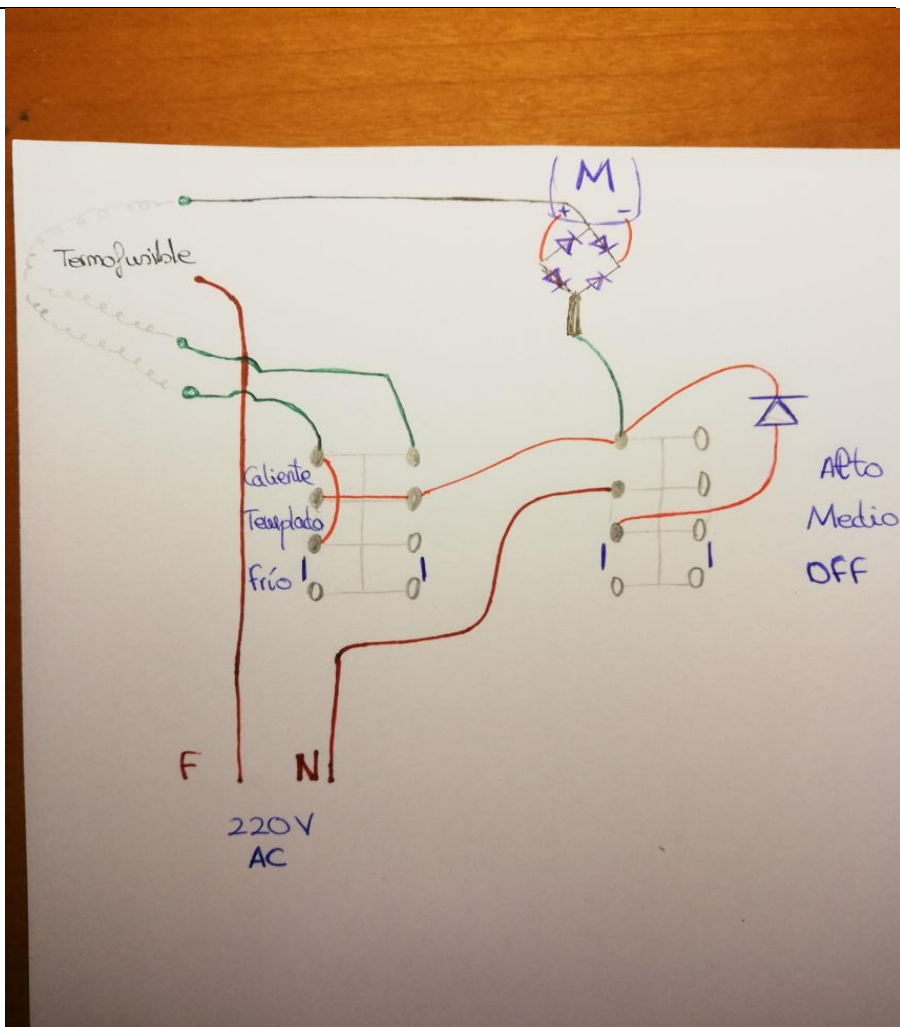 M
+ -
Termofusible
Caliente
Templado
frío
Alto
Medio
OFF
F N
220V
AC